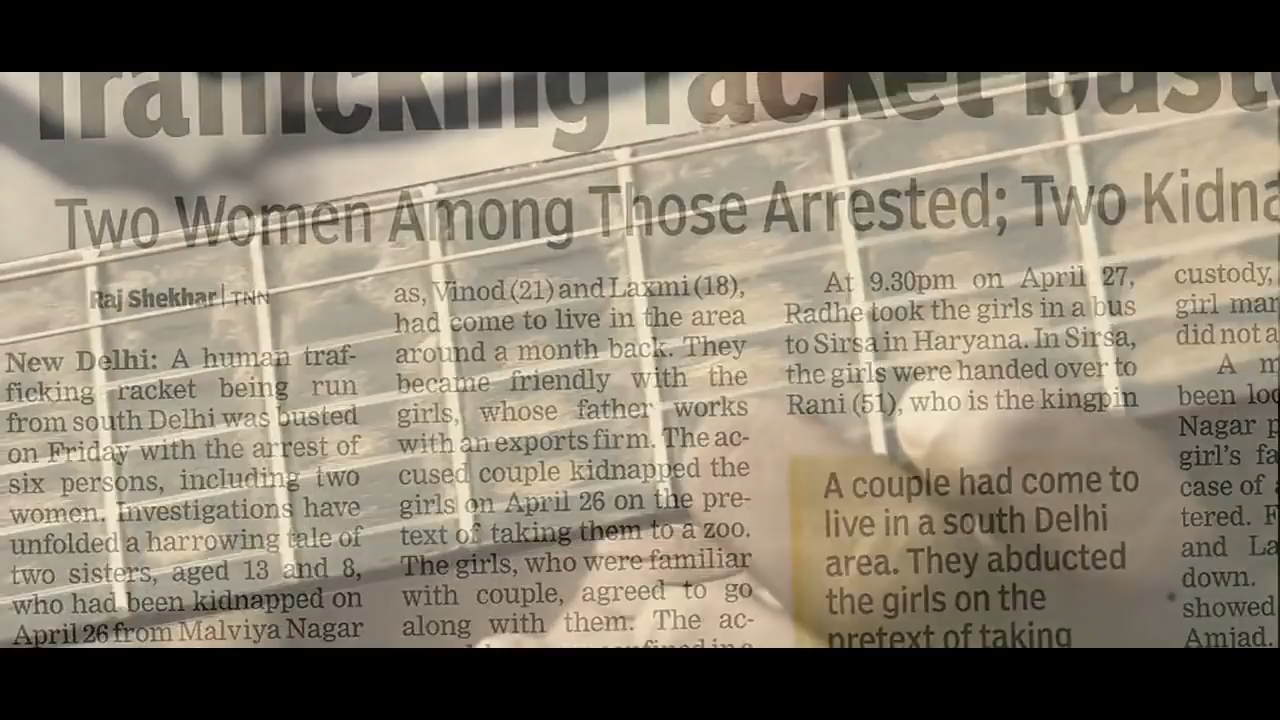 Trafficking racket bust
Two Women Among Those Arrested; Two Kidna
Raj Shekhar | TNN
New Delhi: A human traf-
ficking racket being run
from south Delhi was busted
on Friday with the arrest of
six persons, including two
women. Investigations have
unfolded a harrowing tale of
two sisters, aged 13 and 8,
who had been kidnapped on
April 26 from Malviya Nagar
as, Vinod (21) and Laxmi (18),
had come to live in the area
around a month back. They
became friendly with the
girls, whose father works
with an exports firm. The ac-
cused couple kidnapped the
girls on April 26 on the pre-
text of taking them to a zoo.
The girls, who were familiar
with couple, agreed to go
along with them. The ac-
At 9.30pm on April 27,
Radhe took the girls in a bus
to Sirsa in Haryana. In Sirsa,
the girls were handed over to
Rani (51), who is the kingpin
A couple had come to
live in a south Delhi
area. They abducted
the girls on the
pretext of taking
custody,
girl mar
did not a
A m
been loc
Nagar p
girl's fa
case of
tered. F
and La
down.
showed
Amjad.